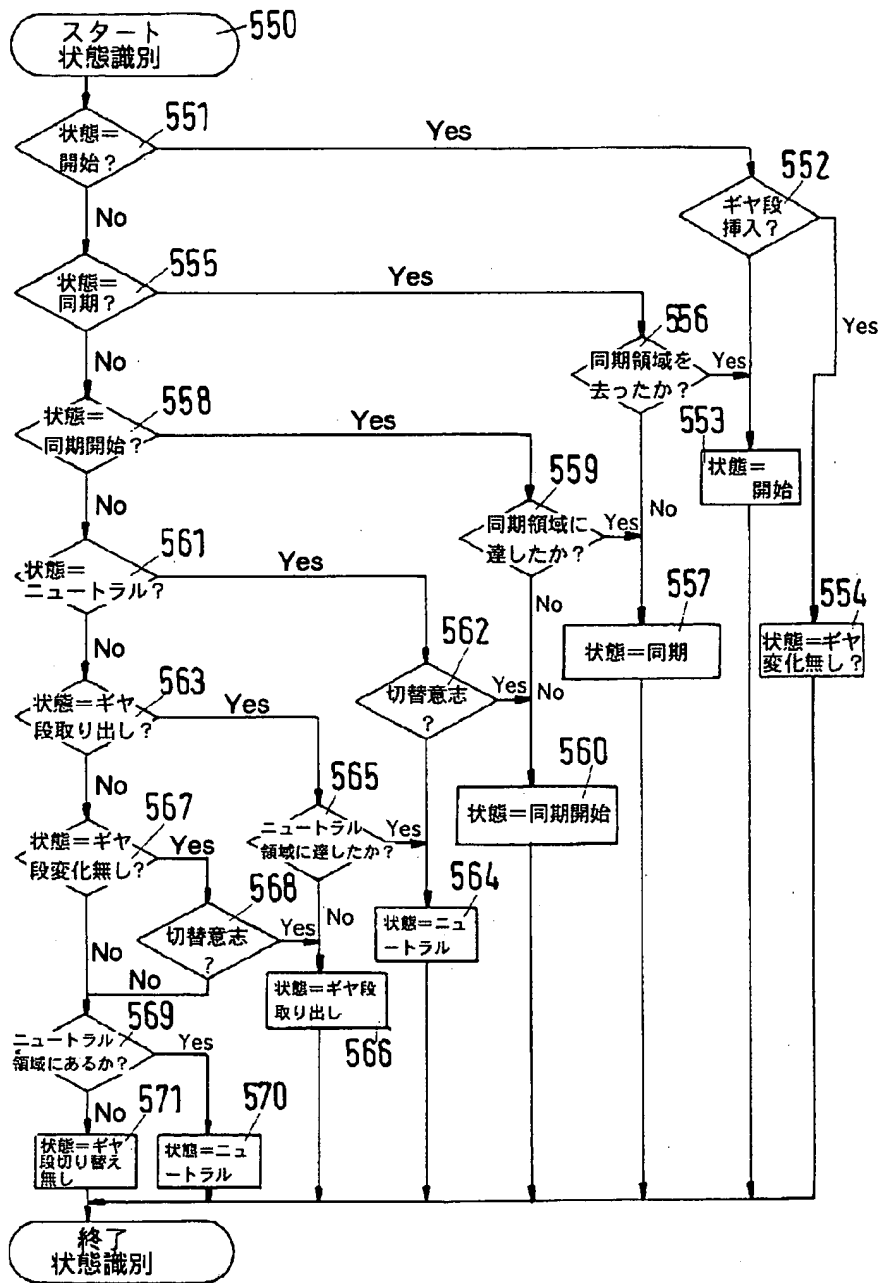 スタート
状態識別
550
状態＝
開始？
551
Yes
No
ギヤ段
挿入？
552
Yes
状態＝
同期？
555
Yes
No
同期領域を
去ったか？
556
Yes
No
状態＝
開始
553
状態＝
同期開始？
558
Yes
No
同期領域に
達したか？
559
Yes
No
状態＝同期
557
状態＝ギヤ
変化無し？
554
状態＝
ニュートラル？
561
Yes
No
切替意志
？
562
Yes
No
状態＝同期開始
560
状態＝ギヤ
段取り出し？
563
Yes
No
ニュートラル
領域に達したか？
565
Yes
No
状態＝ニュ
ートラル
564
状態＝ギヤ
段変化無し？
567
Yes
No
切替意志
？
568
Yes
No
状態＝ギヤ段
取り出し
566
ニュートラル
領域にあるか？
569
Yes
No
状態＝ギヤ
段切り替え
無し
571
状態＝ニュ
ートラル
570
終了
状態識別